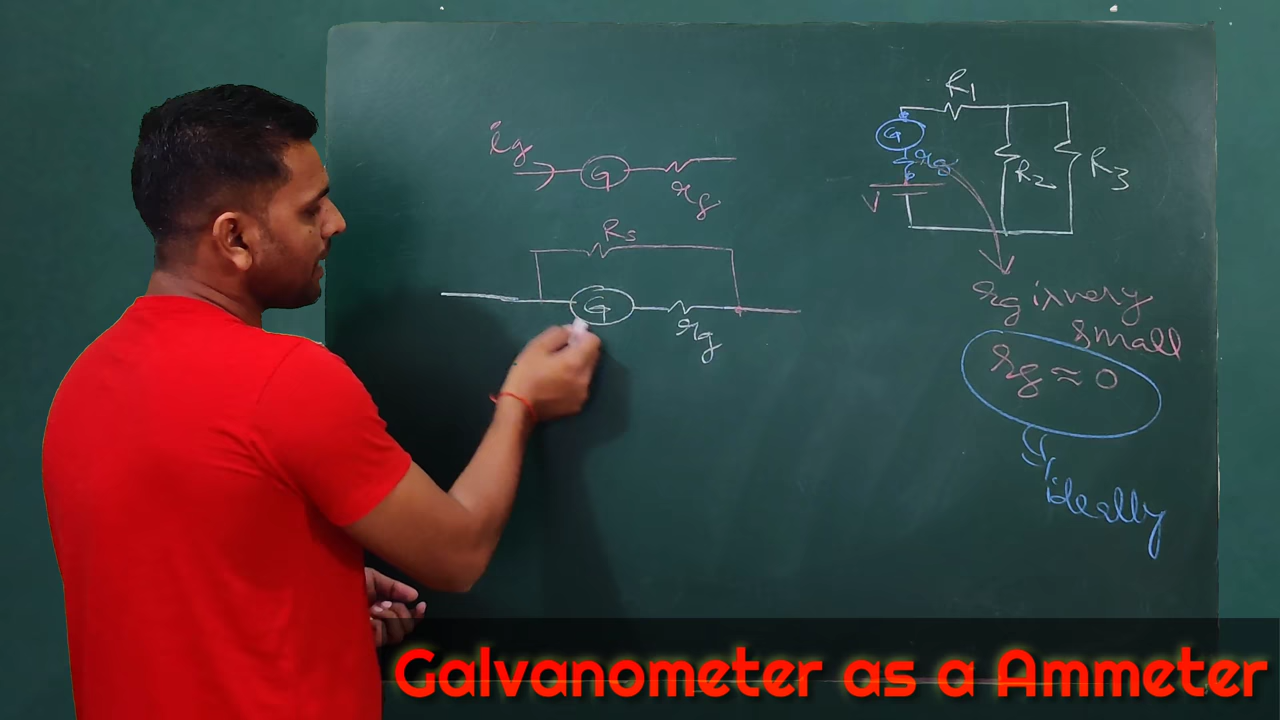 ig
G
rg
Rs
G
rg
R1
G
rg
V
R2
R3
rg is very
small
rg ≈ 0
ideally
Galvanometer as a Ammeter